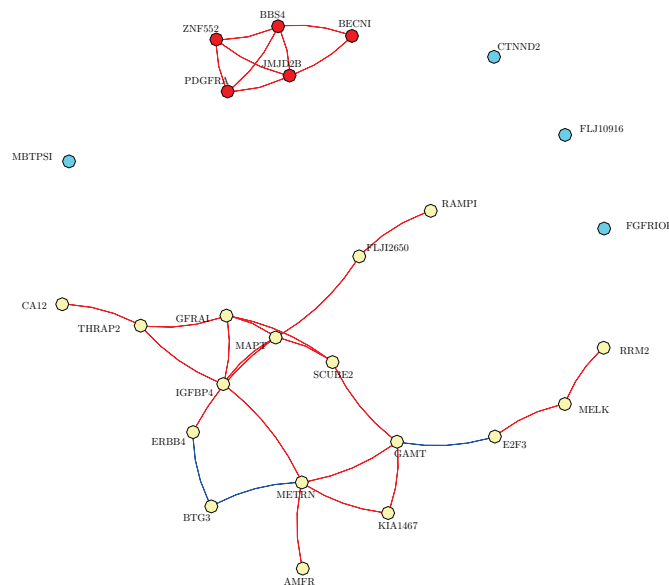 BBS4
BECNI
ZNF552
CTNND2
JMJD2B
PDGFRA
FLJ10916
MBTPSI
RAMPI
FGFRIOI
FLJI2650
CA12
GFRAI
THRAP2
MAPT
RRM2
SCUBE2
IGFBP4
MELK
ERBB4
E2F3
GAMT
METRN
BTG3
KIA1467
AMFR